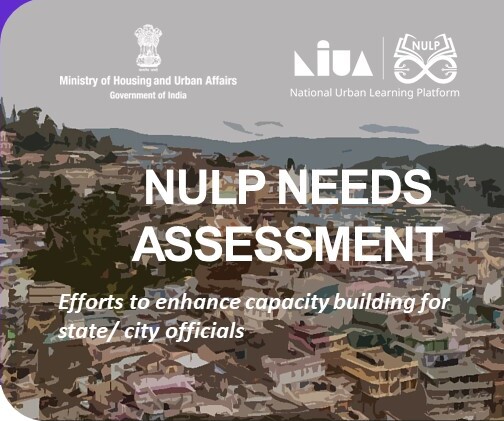 Ministry of Housing and Urban Affairs
Government of India
NIUA
NULP
National Urban Learning Platform
NULP NEEDS
ASSESSMENT
Efforts to enhance capacity building for
state/ city officials